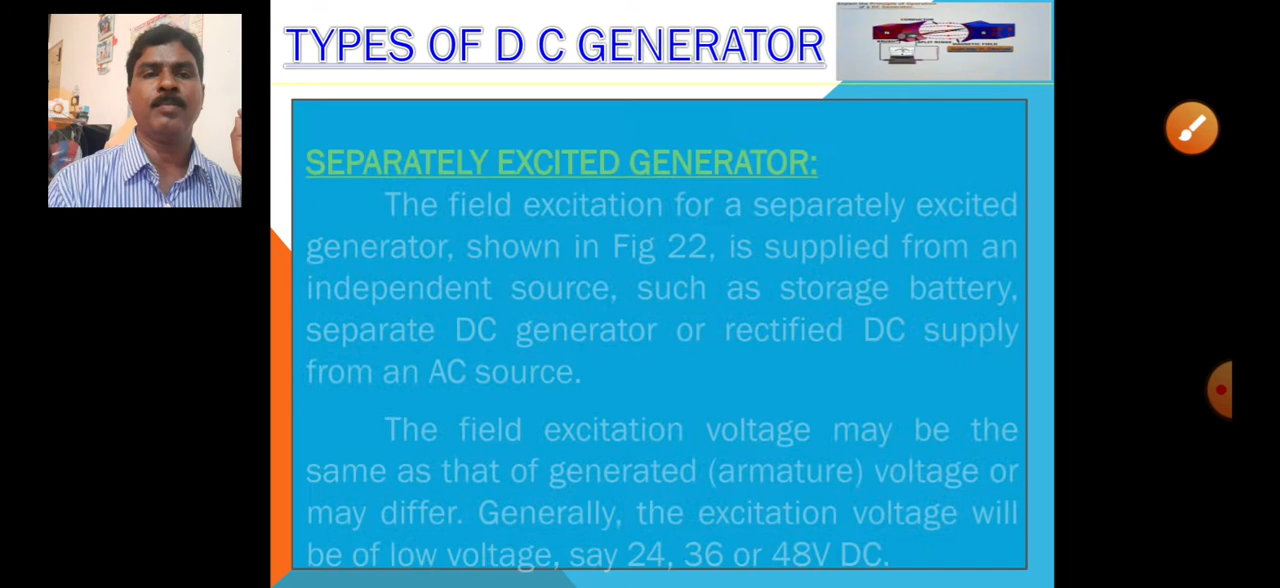 TYPES OF D C GENERATOR
SEPARATELY EXCITED GENERATOR:
The field excitation for a separately excited
generator, shown in Fig 22, is supplied from an
independent source, such as storage battery,
separate DC generator or rectified DC supply
from an AC source.
The field excitation voltage may be the
same as that of generated (armature) voltage or
may differ. Generally, the excitation voltage will
be of low voltage, say 24, 36 or 48V DC.